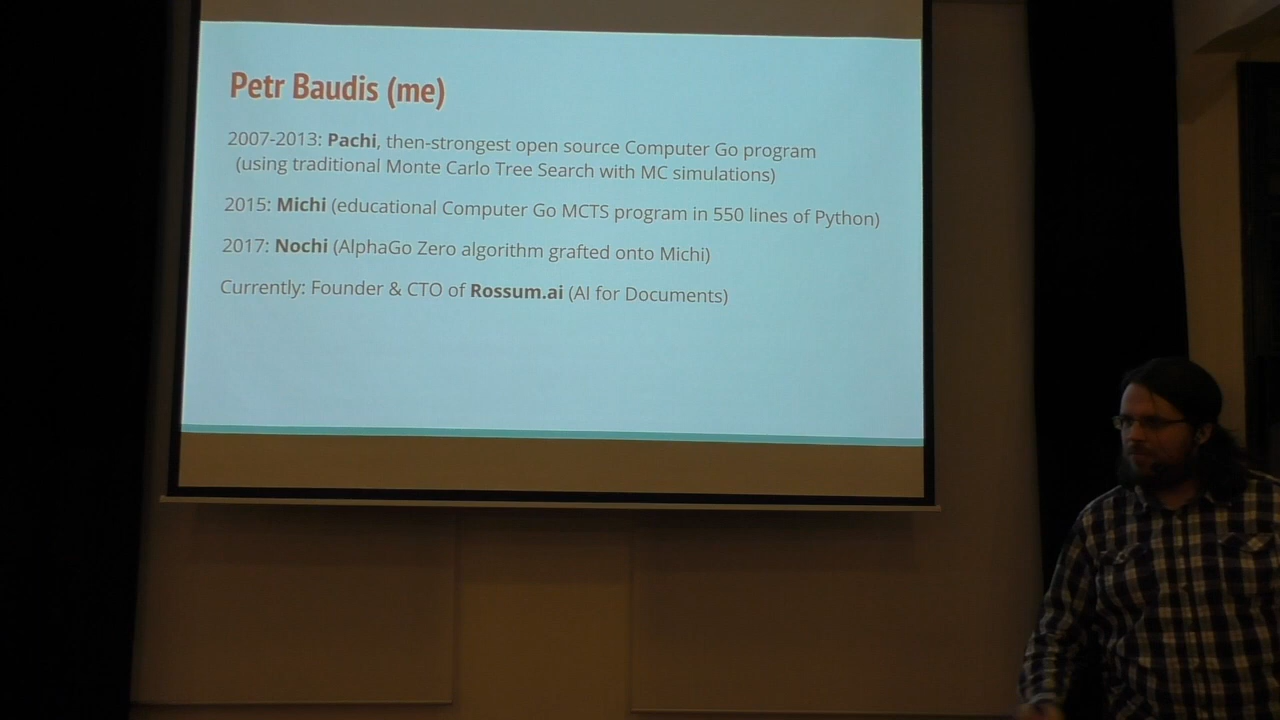 Petr Baudis (me)
2007-2013: Pachi, then-strongest open source Computer Go program
(using traditional Monte Carlo Tree Search with MC simulations)
2015: Michi (educational Computer Go MCTS program in 550 lines of Python)
2017: Nochi (AlphaGo Zero algorithm grafted onto Michi)
Currently: Founder & CTO of Rossum.ai (AI for Documents)